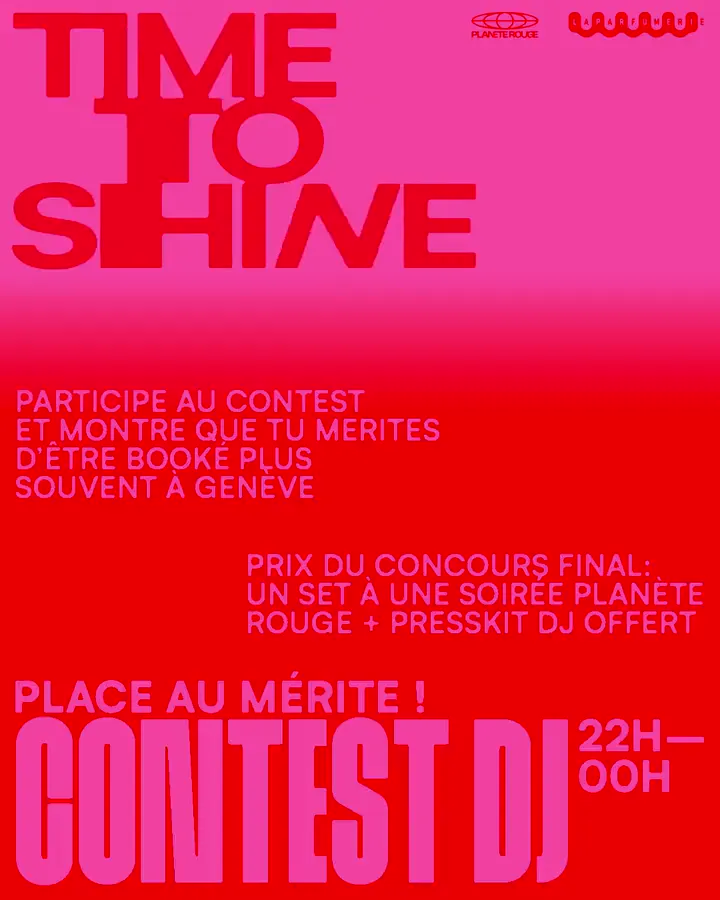 TIME
TO
SHINE
PLANETE ROUGE
LAPARFUMERIE
PARTICIPE AU CONTEST
ET MONTRE QUE TU MERITES
D'ÊTRE BOOKÉ PLUS
SOUVENT À GENÈVE
PRIX DU CONCOURS FINAL:
UN SET À UNE SOIRÉE PLANÈTE
ROUGE + PRESSKIT DJ OFFERT
PLACE AU MÉRITE !
CONTEST DJ
22H—
00H